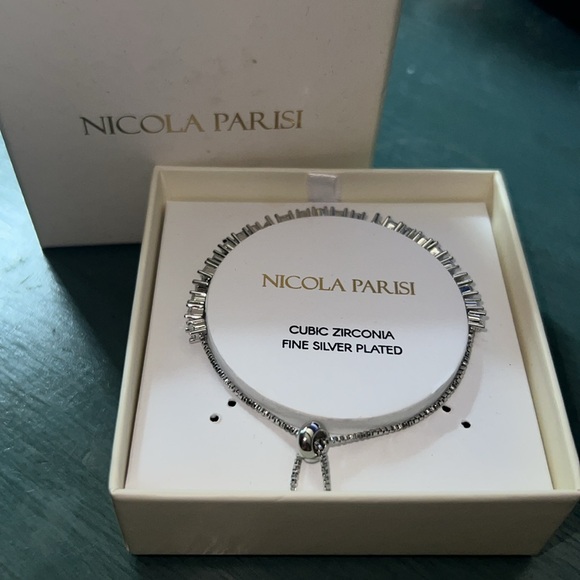 NICOLA PARISI
NICOLA PARISI
CUBIC ZIRCONIA
FINE SILVER PLATED